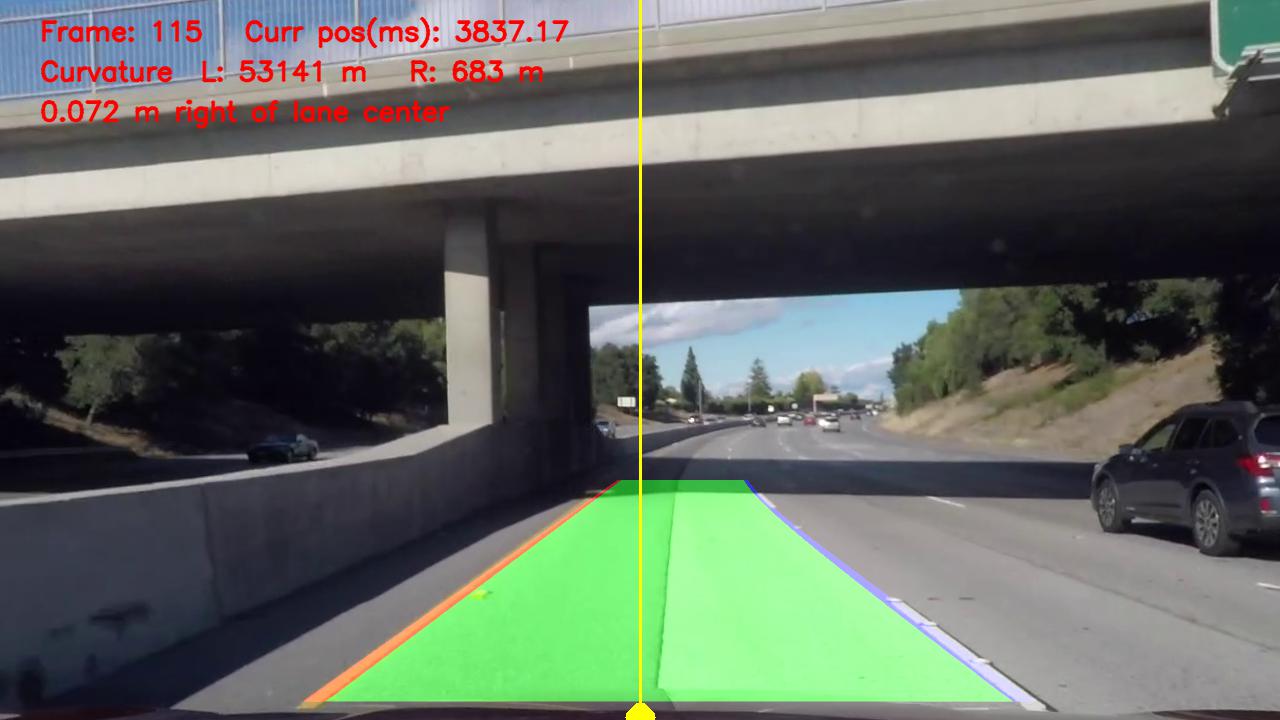 Frame: 115 Curr pos(ms): 3837.17
Curvature L: 53141 m R: 683 m
0.072 m right of lane center